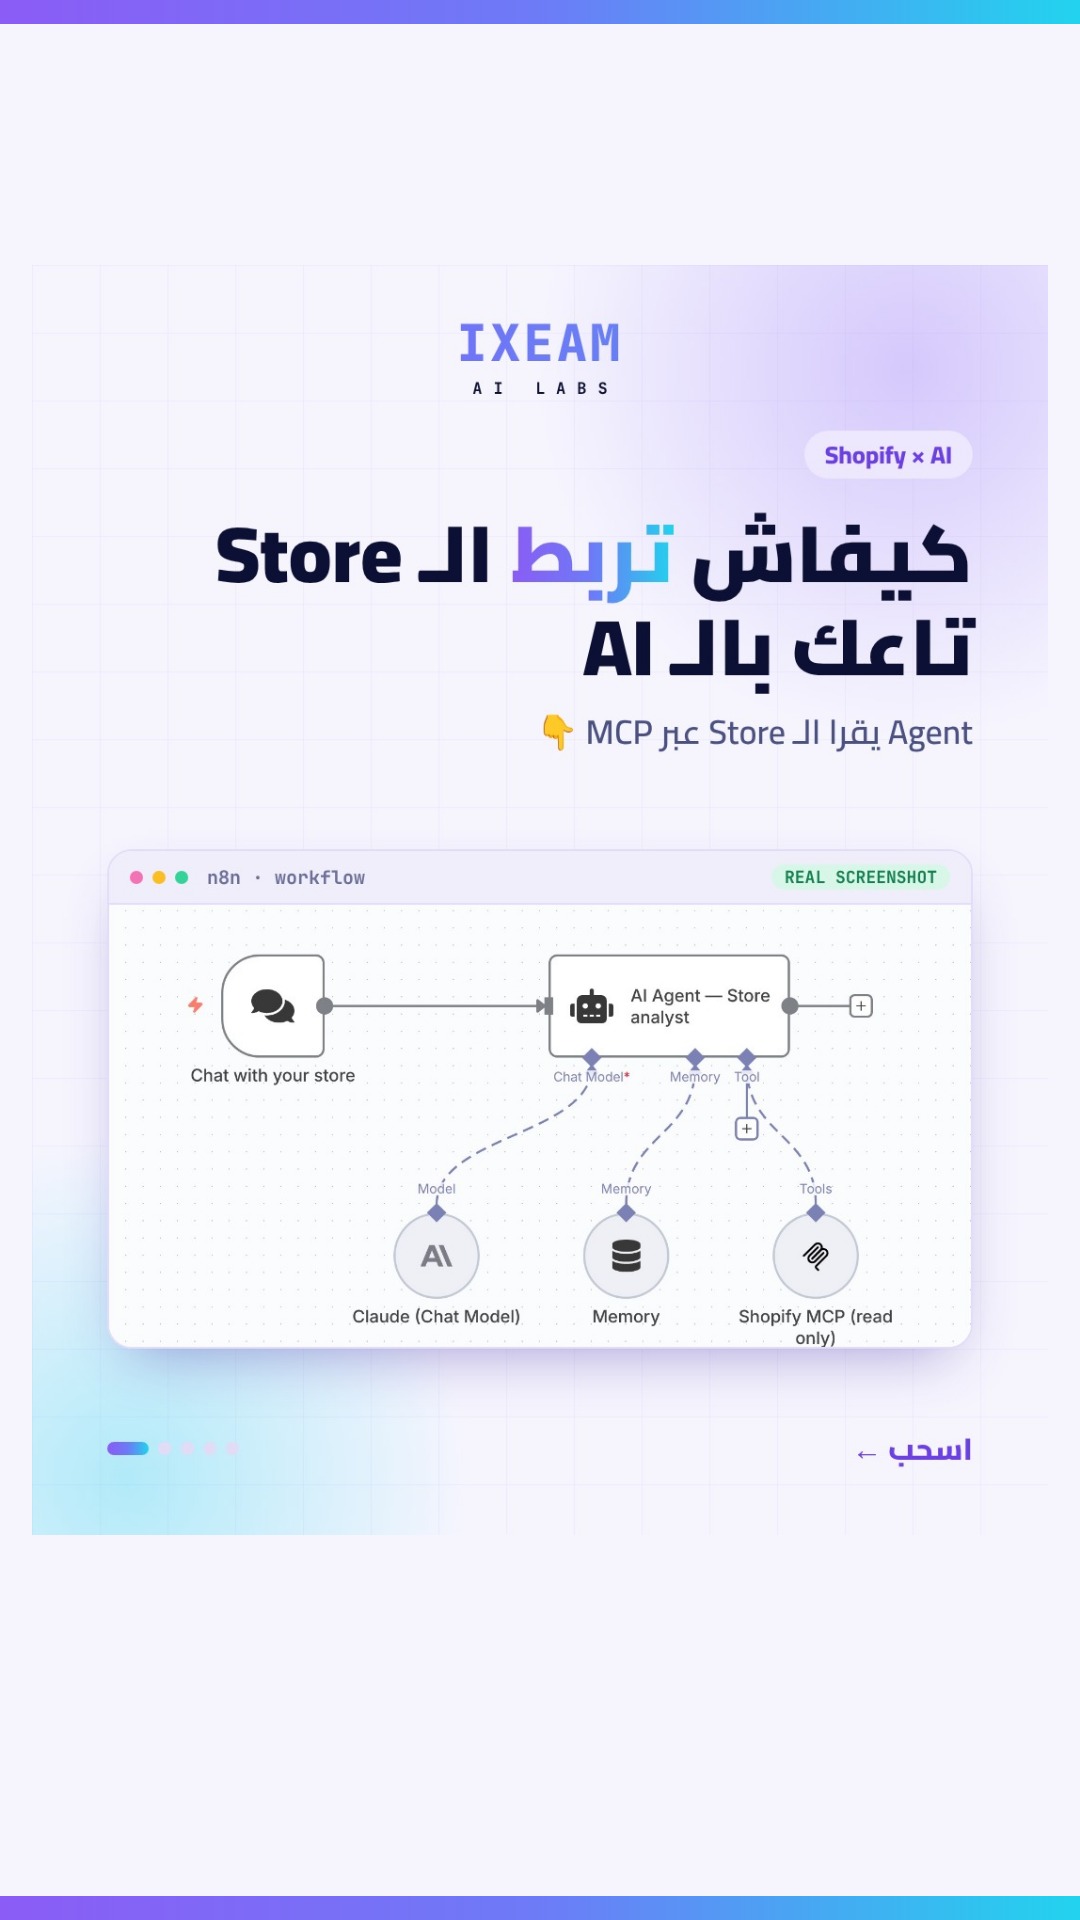 IXEAM
AI LABS
Shopify × AI
كيفاش تربط الـ Store
تاعك بالـ AI
Agent يقرا الـ Store عبر MCP 👇
n8n · workflow
REAL SCREENSHOT
AI Agent — Store
analyst
Chat with your store
Chat Model*
Memory
Tool
Model
Memory
Tools
Claude (Chat Model)
Memory
Shopify MCP (read
only)
اسحب ←